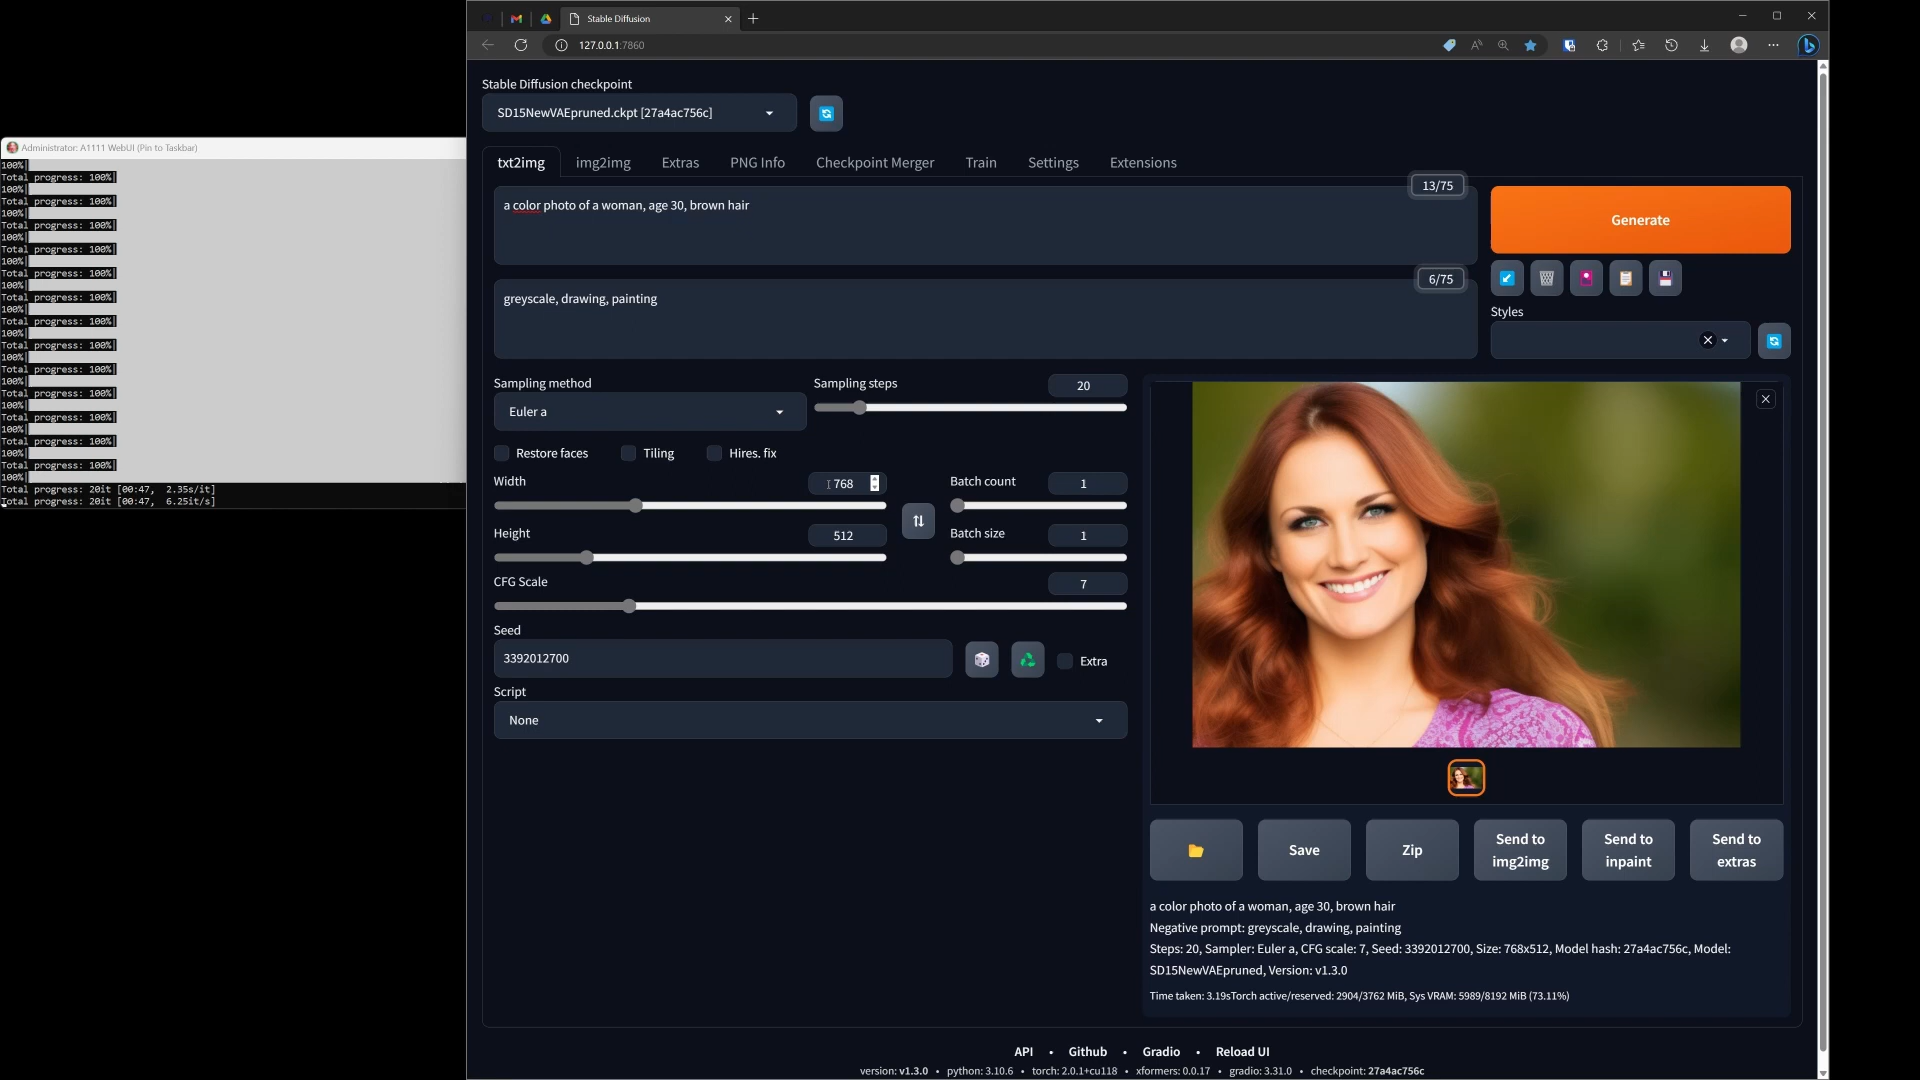 Stable Diffusion
127.0.0.1:7860
Administrator: A1111 WebUI (Pin to Taskbar)
100%|
Total progress: 100%|
100%|
Total progress: 100%|
100%|
Total progress: 100%|
100%|
Total progress: 100%|
100%|
Total progress: 100%|
100%|
Total progress: 100%|
100%|
Total progress: 100%|
100%|
Total progress: 100%|
100%|
Total progress: 100%|
100%|
Total progress: 100%|
100%|
Total progress: 100%|
100%|
Total progress: 100%|
100%|
Total progress: 100%|
100%|
Total progress: 20it [00:47, 2.35s/it]
Total progress: 20it [00:47, 6.25it/s]
Stable Diffusion checkpoint
SD15NewVAEpruned.ckpt [27a4ac756c]
txt2img img2img Extras PNG Info Checkpoint Merger Train Settings Extensions
13/75
a color photo of a woman, age 30, brown hair
Generate
6/75
greyscale, drawing, painting
Styles
Sampling method
Euler a
Sampling steps
20
Restore faces Tiling Hires. fix
Width
768
Batch count
1
Height
512
Batch size
1
CFG Scale
7
Seed
3392012700
Extra
Script
None
Save
Zip
Send to img2img
Send to inpaint
Send to extras
a color photo of a woman, age 30, brown hair
Negative prompt: greyscale, drawing, painting
Steps: 20, Sampler: Euler a, CFG scale: 7, Seed: 3392012700, Size: 768x512, Model hash: 27a4ac756c, Model:
SD15NewVAEpruned, Version: v1.3.0
Time taken: 3.19sTorch active/reserved: 2904/3762 MiB, Sys VRAM: 5989/8192 MiB (73.11%)
API • Github • Gradio • Reload UI
version: v1.3.0 • python: 3.10.6 • torch: 2.0.1+cu118 • xformers: 0.0.17 • gradio: 3.31.0 • checkpoint: 27a4ac756c